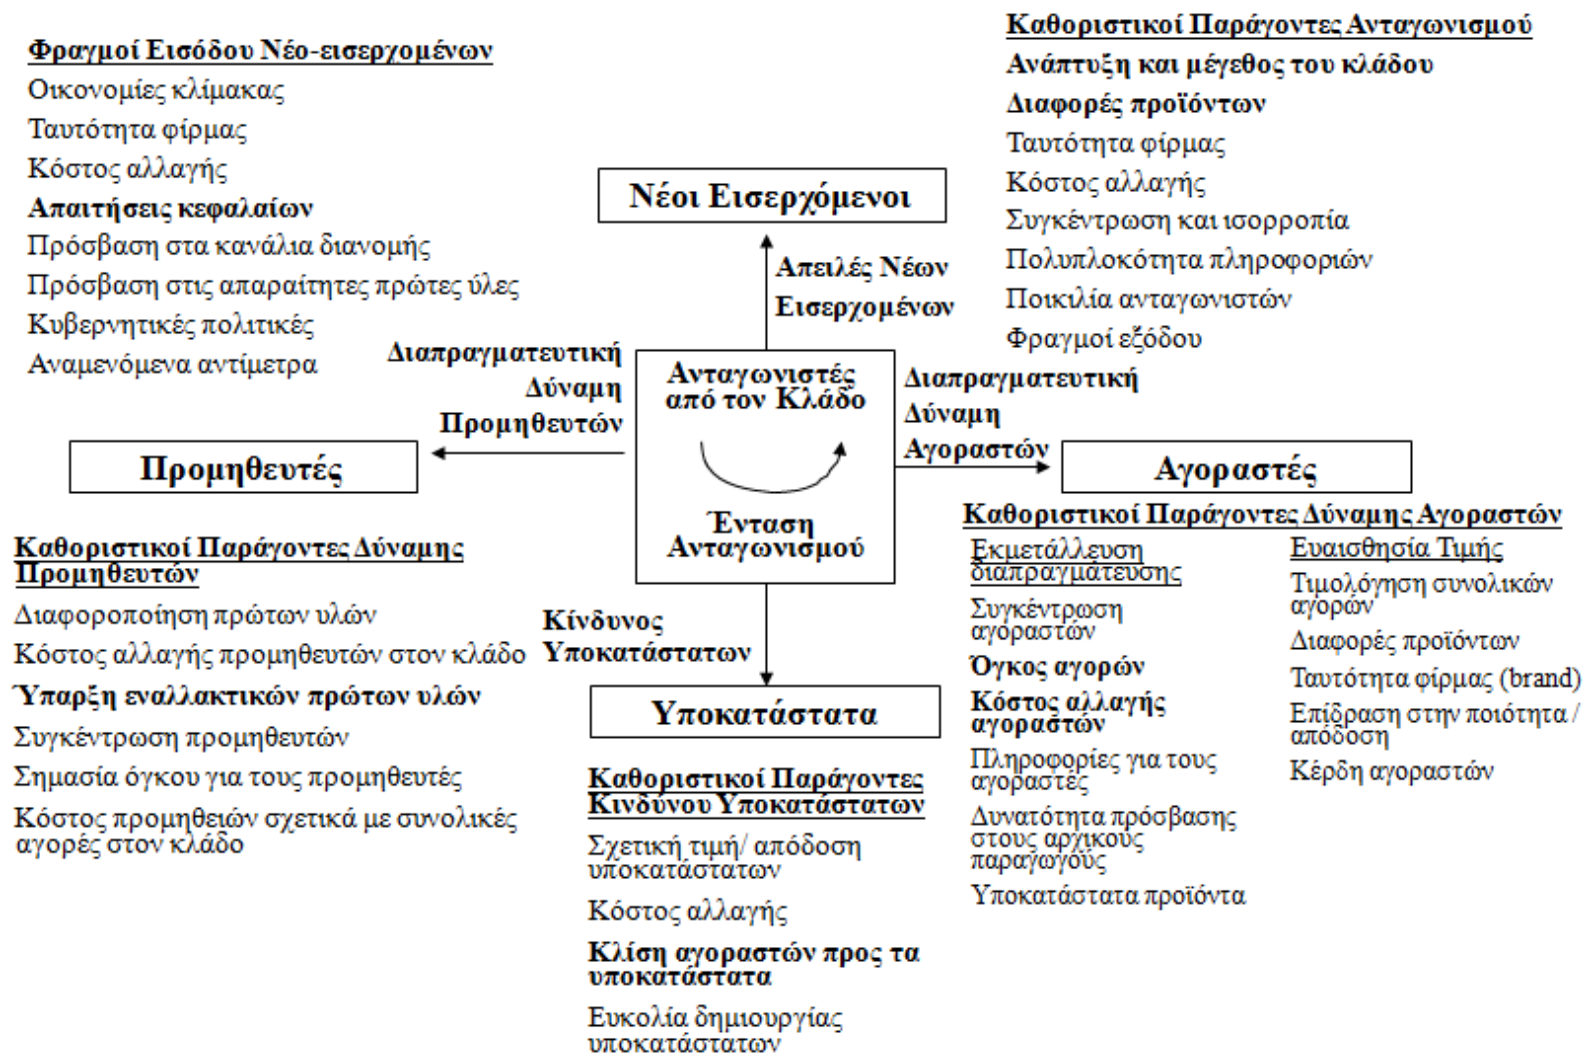 Φραγμοί Εισόδου Νέο-εισερχομένων
Οικονομίες κλίμακας
Ταυτότητα φίρμας
Κόστος αλλαγής
Απαιτήσεις κεφαλαίων
Πρόσβαση στα κανάλια διανομής
Πρόσβαση στις απαραίτητες πρώτες ύλες
Κυβερνητικές πολιτικές
Αναμενόμενα αντίμετρα
Καθοριστικοί Παράγοντες Ανταγωνισμού
Ανάπτυξη και μέγεθος του κλάδου
Διαφορές προϊόντων
Ταυτότητα φίρμας
Κόστος αλλαγής
Συγκέντρωση και ισορροπία
Πολυπλοκότητα πληροφοριών
Ποικιλία ανταγωνιστών
Φραγμοί εξόδου
Νέοι Εισερχόμενοι
Απειλές Νέων
Εισερχομένων
Διαπραγματευτική
Δύναμη
Προμηθευτών
Ανταγωνιστές
από τον Κλάδο
Ένταση
Ανταγωνισμού
Διαπραγματευτική
Δύναμη
Αγοραστών
Προμηθευτές
Αγοραστές
Καθοριστικοί Παράγοντες Δύναμης
Προμηθευτών
Διαφοροποίηση πρώτων υλών
Κόστος αλλαγής προμηθευτών στον κλάδο
Ύπαρξη εναλλακτικών πρώτων υλών
Συγκέντρωση προμηθευτών
Σημασία όγκου για τους προμηθευτές
Κόστος προμηθειών σχετικά με συνολικές
αγορές στον κλάδο
Κίνδυνος
Υποκατάστατων
Υποκατάστατα
Καθοριστικοί Παράγοντες
Κινδύνου Υποκατάστατων
Σχετική τιμή/ απόδοση
υποκατάστατων
Κόστος αλλαγής
Κλίση αγοραστών προς τα
υποκατάστατα
Ευκολία δημιουργίας
υποκατάστατων
Καθοριστικοί Παράγοντες Δύναμης Αγοραστών
Εκμετάλλευση
διαπραγμάτευσης
Συγκέντρωση
αγοραστών
Όγκος αγορών
Κόστος αλλαγής
αγοραστών
Πληροφορίες για τους
αγοραστές
Δυνατότητα πρόσβασης
στους αρχικούς
παραγωγούς
Υποκατάστατα προϊόντα
Ευαισθησία Τιμής
Τιμολόγηση συνολικών
αγορών
Διαφορές προϊόντων
Ταυτότητα φίρμας (brand)
Επίδραση στην ποιότητα /
απόδοση
Κέρδη αγοραστών